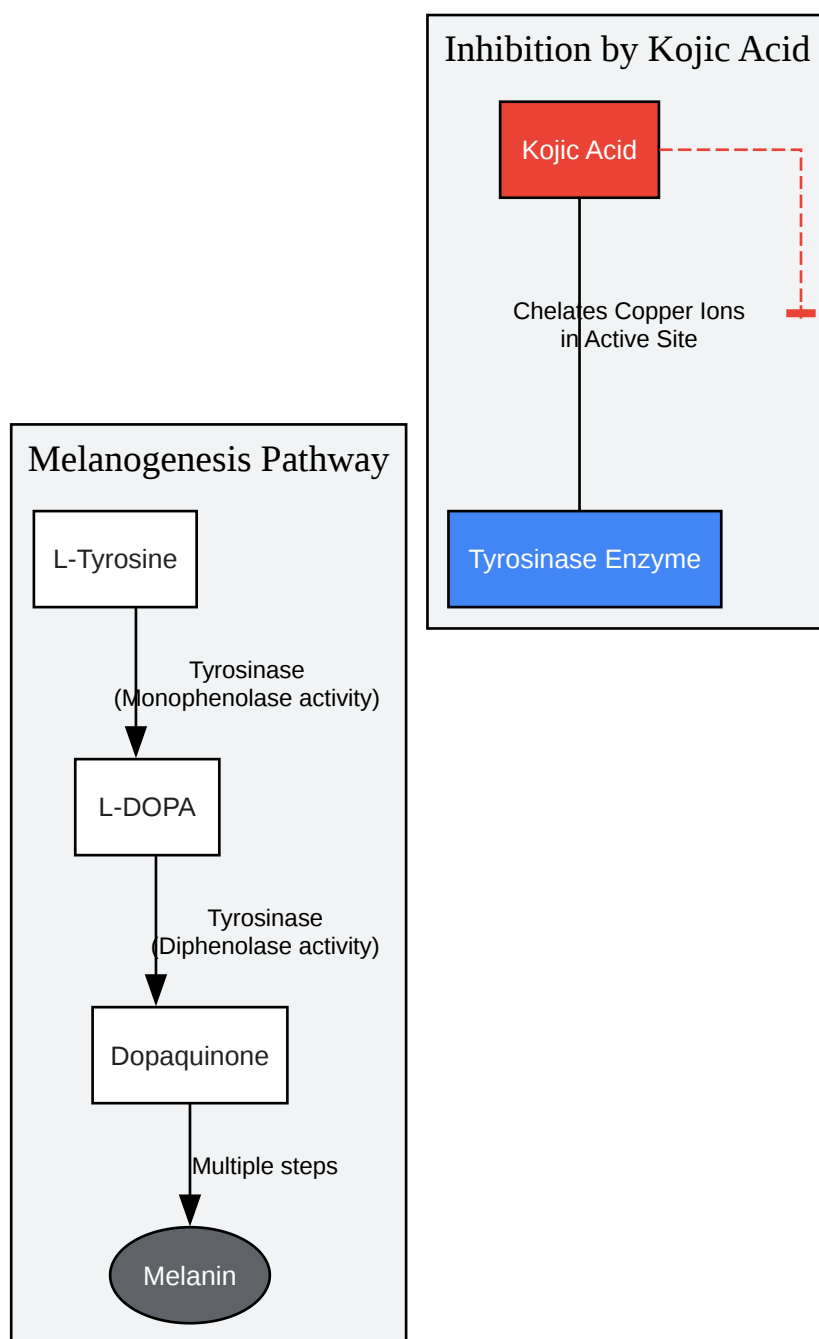 Inhibition by Kojic Acid
Kojic Acid
Chelates Copper Ions
in Active Site
Tyrosinase Enzyme
Melanogenesis Pathway
L-Tyrosine
Tyrosinase
(Monophenolase activity)
L-DOPA
Tyrosinase
(Diphenolase activity)
Dopaquinone
Multiple steps
Melanin